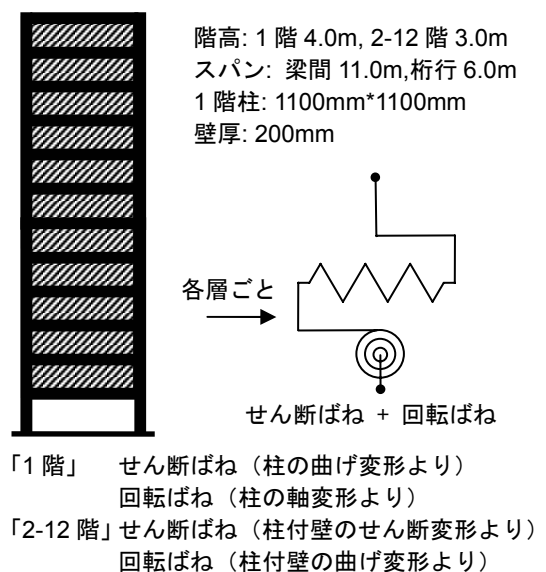 階高: 1 階 4.0m, 2-12 階 3.0m
スパン: 梁間 11.0m,桁行 6.0m
1 階柱: 1100mm*1100mm
壁厚: 200mm
各層ごと
せん断ばね + 回転ばね
「1 階」 せん断ばね（柱の曲げ変形より）
回転ばね（柱の軸変形より）
「2-12 階」せん断ばね（柱付壁のせん断変形より）
回転ばね（柱付壁の曲げ変形より）